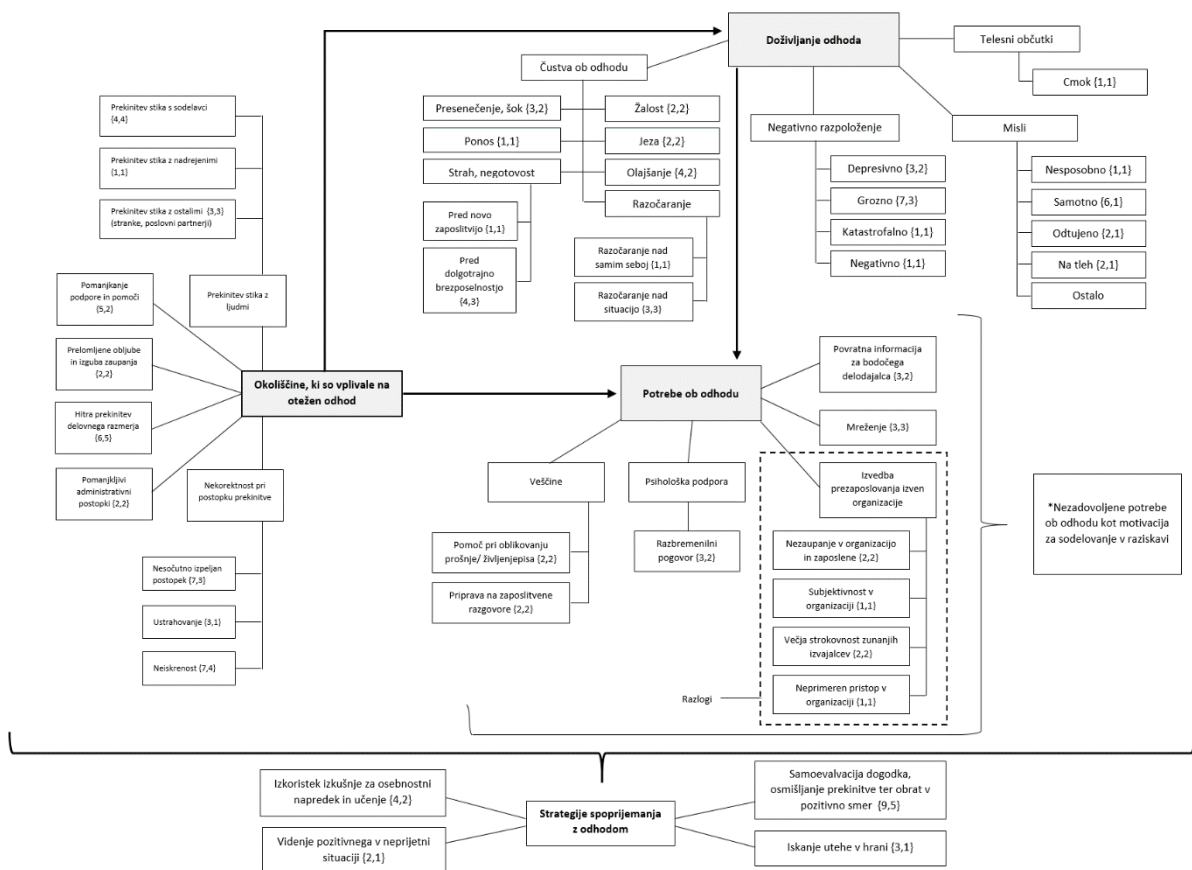 Doživljanje odhoda
Telesni občutki
Cmok {1,1}
Čustva ob odhodu
Presenečenje, šok {3,2}
Žalost {2,2}
Ponos {1,1}
Jeza {2,2}
Strah, negotovost
Olajšanje {4,2}
Razočaranje
Pred novo
zaposlitvijo {1,1}
Pred
dolgotrajno
brezposelnostjo
{4,3}
Razočaranje nad
samim seboj {1,1}
Razočaranje nad
situacijo {3,3}
Negativno razpoloženje
Depresivno {3,2}
Grozno {7,3}
Katastrofalno {1,1}
Negativno {1,1}
Misli
Nesposobno {1,1}
Samotno {6,1}
Odtujeno {2,1}
Na tleh {2,1}
Ostalo
Prekinitev stika s sodelavci
{4,4}
Prekinitev stika z nadrejenimi
{1,1}
Prekinitev stika z ostalimi {3,3}
(stranke, poslovni partnerji)
Prekinitev stika z
ljudmi
Pomanjkanje
podpore in pomoči
{5,2}
Prelomljene obljube
in izguba zaupanja
{2,2}
Hitra prekinitev
delovnega razmerja
{6,5}
Pomanjkljivi
administrativni
postopki {2,2}
Okoliščine, ki so vplivale na
otežen odhod
Nekorektnost pri
postopku prekinitve
Nesočutno izpeljan
postopek {7,3}
Ustrahovanje {3,1}
Neiskrenost {7,4}
Potrebe ob odhodu
Povratna informacija
za bodočega
delodajalca
{3,2}
Mreženje {3,3}
Veščine
Pomoč pri oblikovanju
prošnje/ življenjepisa {2,2}
Priprava na zaposlitvene
razgovore {2,2}
Psihološka podpora
Razbremenilni
pogovor {3,2}
Izvedba
prezaposlovanja izven
organizacije
Nezaupanje v organizacijo
in zaposlene {2,2}
Subjektivnost v
organizaciji {1,1}
Večja strokovnost zunanjih
izvajalcev {2,2}
Neprimeren pristop v
organizaciji {1,1}
Razlogi
*Nezadovoljene potrebe
ob odhodu kot motivacija
za sodelovanje v raziskavi
Izkoristek izkušnje za osebnostni
napredek in učenje {4,2}
Videnje pozitivnega v neprijetni
situaciji {2,1}
Strategije spoprijemanja
z odhodom
Samoevalvacija dogodka,
osmišljanje prekinitve ter obrat v
pozitivno smer {9,5}
Iskanje utehe v hrani {3,1}